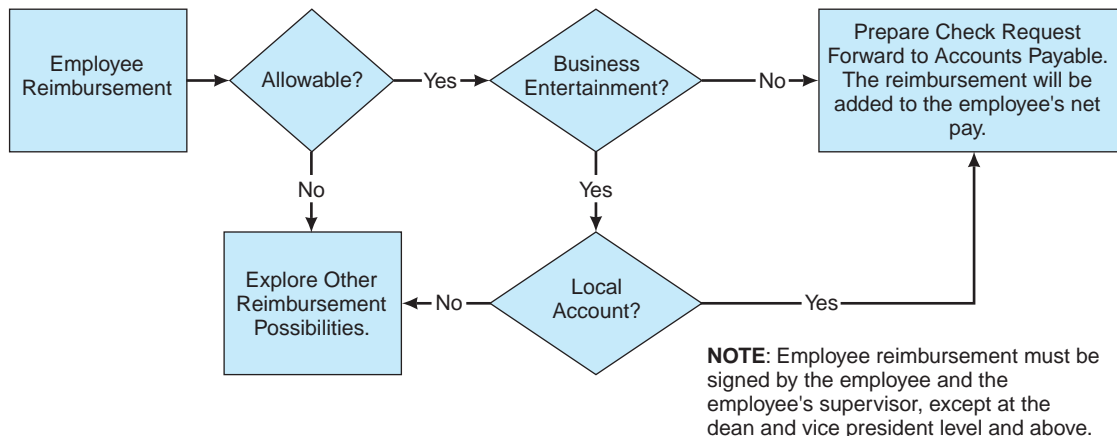 Employee
Reimbursement
Allowable?
Yes
Business
Entertainment?
No
Prepare Check Request
Forward to Accounts Payable.
The reimbursement will be
added to the employee's net
pay.
No
Yes
Explore Other
Reimbursement
Possibilities.
No
Local
Account?
Yes
NOTE: Employee reimbursement must be
signed by the employee and the
employee's supervisor, except at the
dean and vice president level and above.